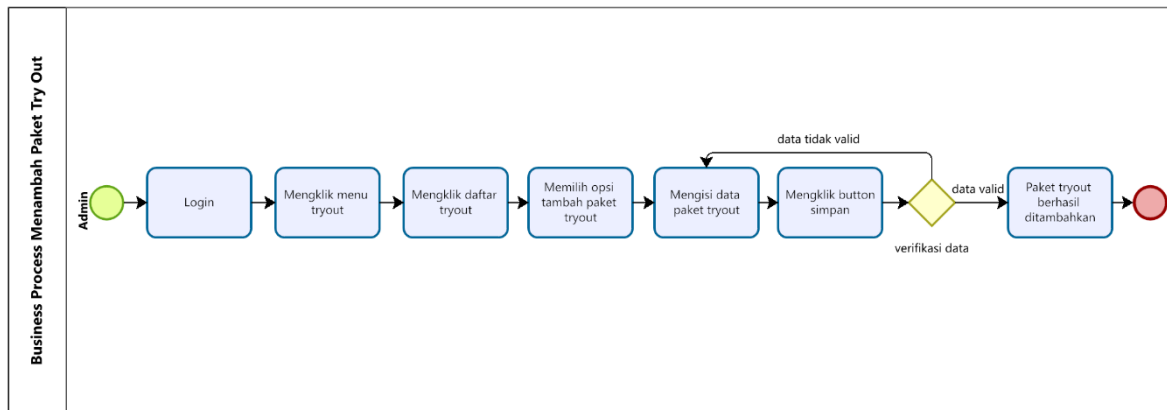 Business Process Menambah Paket Try Out
Admin
Login
Mengklik menu
tryout
Mengklik daftar
tryout
Memilih opsi
tambah paket
tryout
Mengisi data
paket tryout
Mengklik button
simpan
data tidak valid
verifikasi data
data valid
Paket tryout
berhasil
ditambahkan